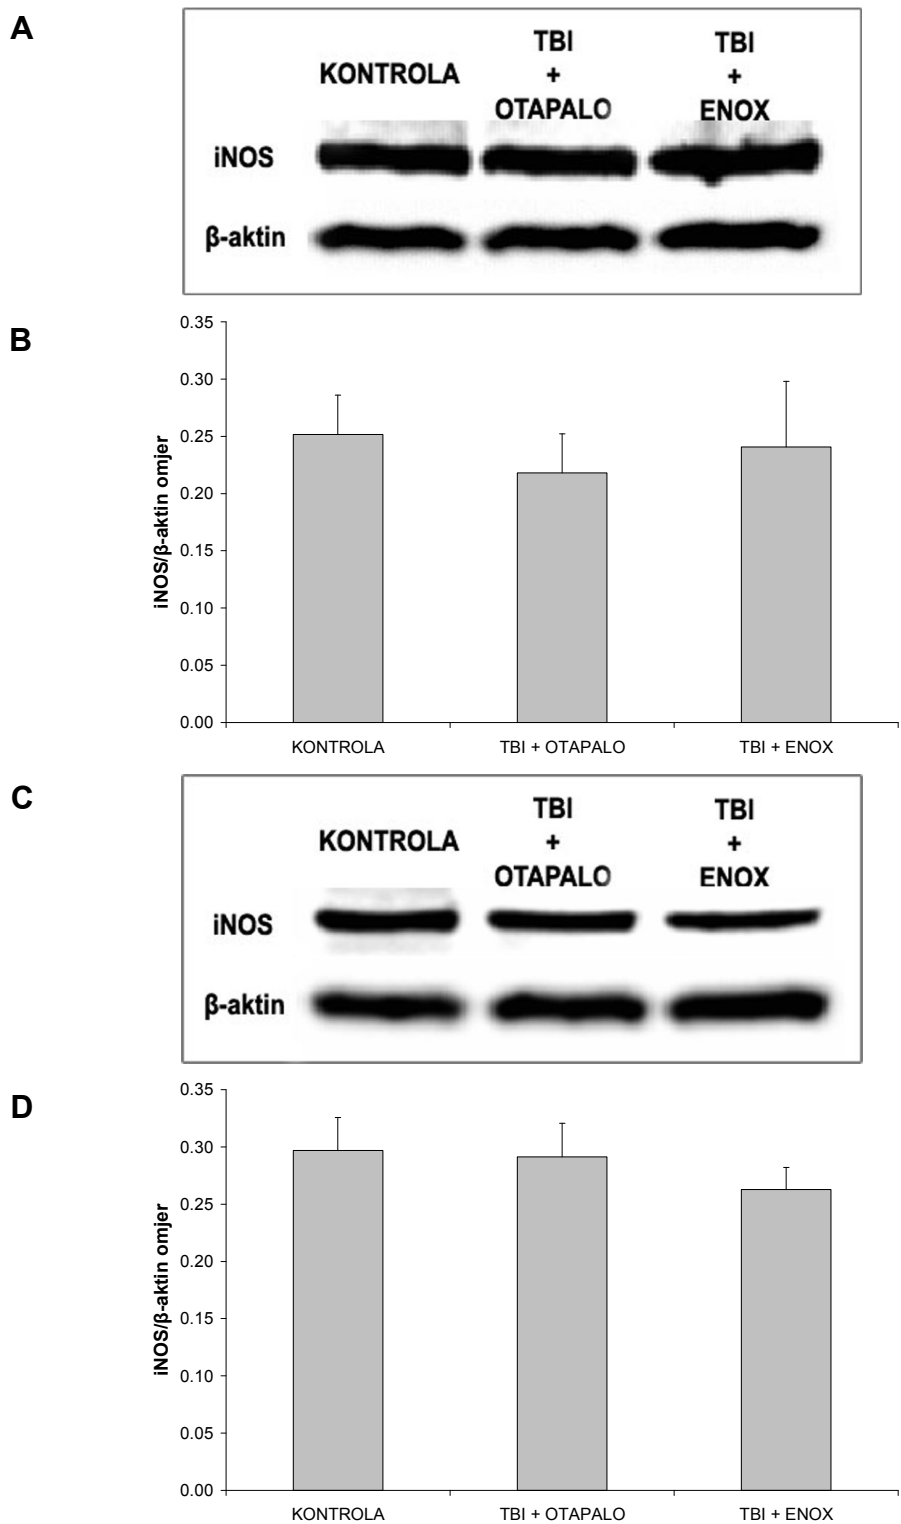 A
KONTROLA
TBI
+
OTAPALO
TBI
+
ENOX
iNOS
β-aktin
B
iNOS/β-aktin omjer
0.35
0.30
0.25
0.20
0.15
0.10
0.05
0.00
KONTROLA
TBI + OTAPALO
TBI + ENOX
C
KONTROLA
TBI
+
OTAPALO
TBI
+
ENOX
iNOS
β-aktin
D
iNOS/β-aktin omjer
0.35
0.30
0.25
0.20
0.15
0.10
0.05
0.00
KONTROLA
TBI + OTAPALO
TBI + ENOX